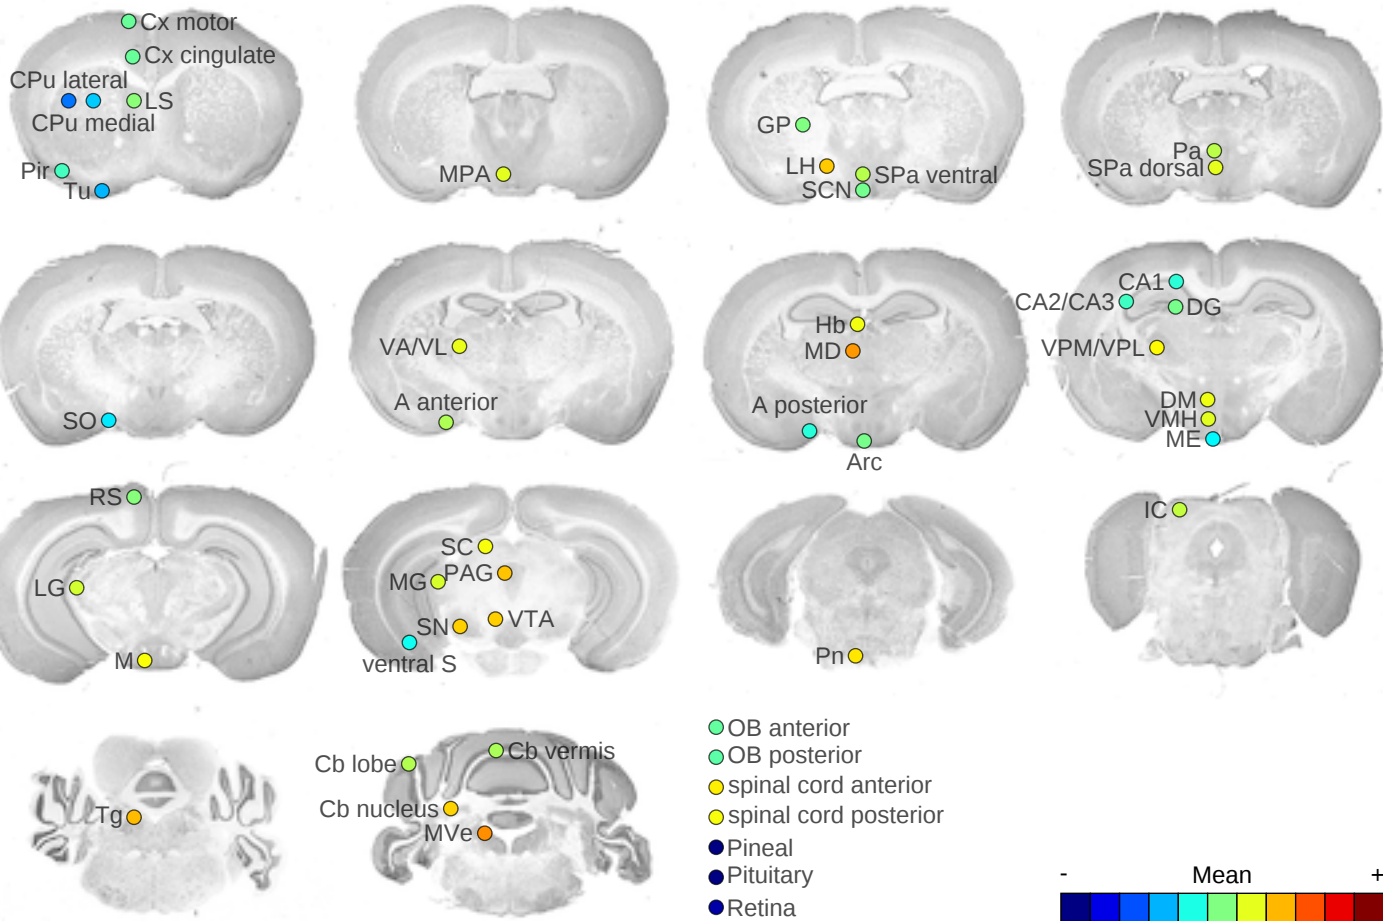 Cx motor
Cx cingulate
CPu lateral
LS
CPu medial
Pir
Tu
MPA
GP
LH
SPa ventral
SCN
Pa
SPa dorsal
SO
VA/VL
A anterior
Hb
MD
A posterior
Arc
CA1
CA2/CA3
DG
VPM/VPL
DM
VMH
ME
RS
LG
M
SC
PAG
MG
VTA
SN
ventral S
Pn
IC
Tg
Cb vermis
Cb lobe
Cb nucleus
MVe
OB anterior
OB posterior
spinal cord anterior
spinal cord posterior
Pineal
Pituitary
Retina
- Mean +